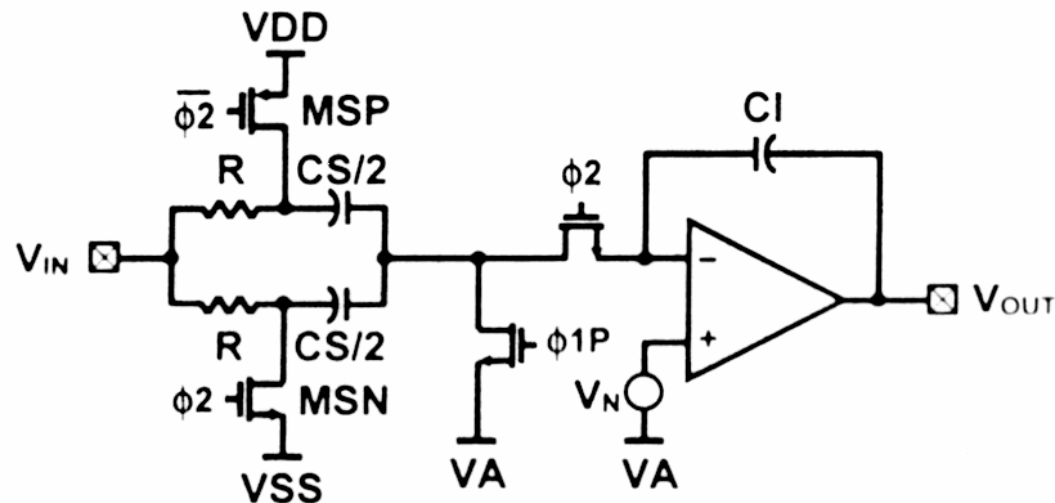 VDD
φ2̅
MSP
CI
R
CS/2
φ2
VIN
−
VOUT
R
CS/2
φ1P
+
φ2
MSN
VN
VSS
VA
VA